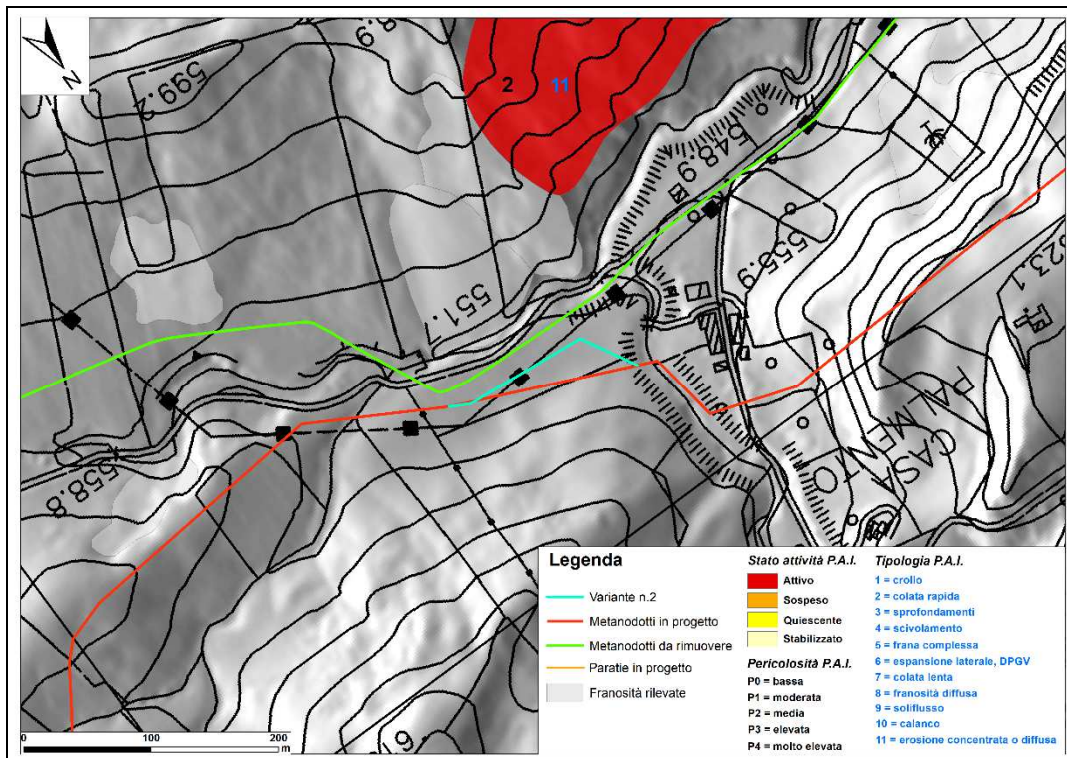 N
599.2
8.9
2
11
548.9
555.9
551.7
523.1
558.8
CASA
PALMENTO
Legenda
Variante n.2
Metanodotti in progetto
Metanodotti da rimuovere
Paratie in progetto
Franosità rilevate
Stato attività P.A.I.
Attivo
Sospeso
Quiescente
Stabilizzato
Pericolosità P.A.I.
P0 = bassa
P1 = moderata
P2 = media
P3 = elevata
P4 = molto elevata
Tipologia P.A.I.
1 = crollo
2 = colata rapida
3 = sprofondamenti
4 = scivolamento
5 = frana complessa
6 = espansione laterale, DPGV
7 = colata lenta
8 = franosità diffusa
9 = soliflusso
10 = calanco
11 = erosione concentrata o diffusa
0 100 200
m